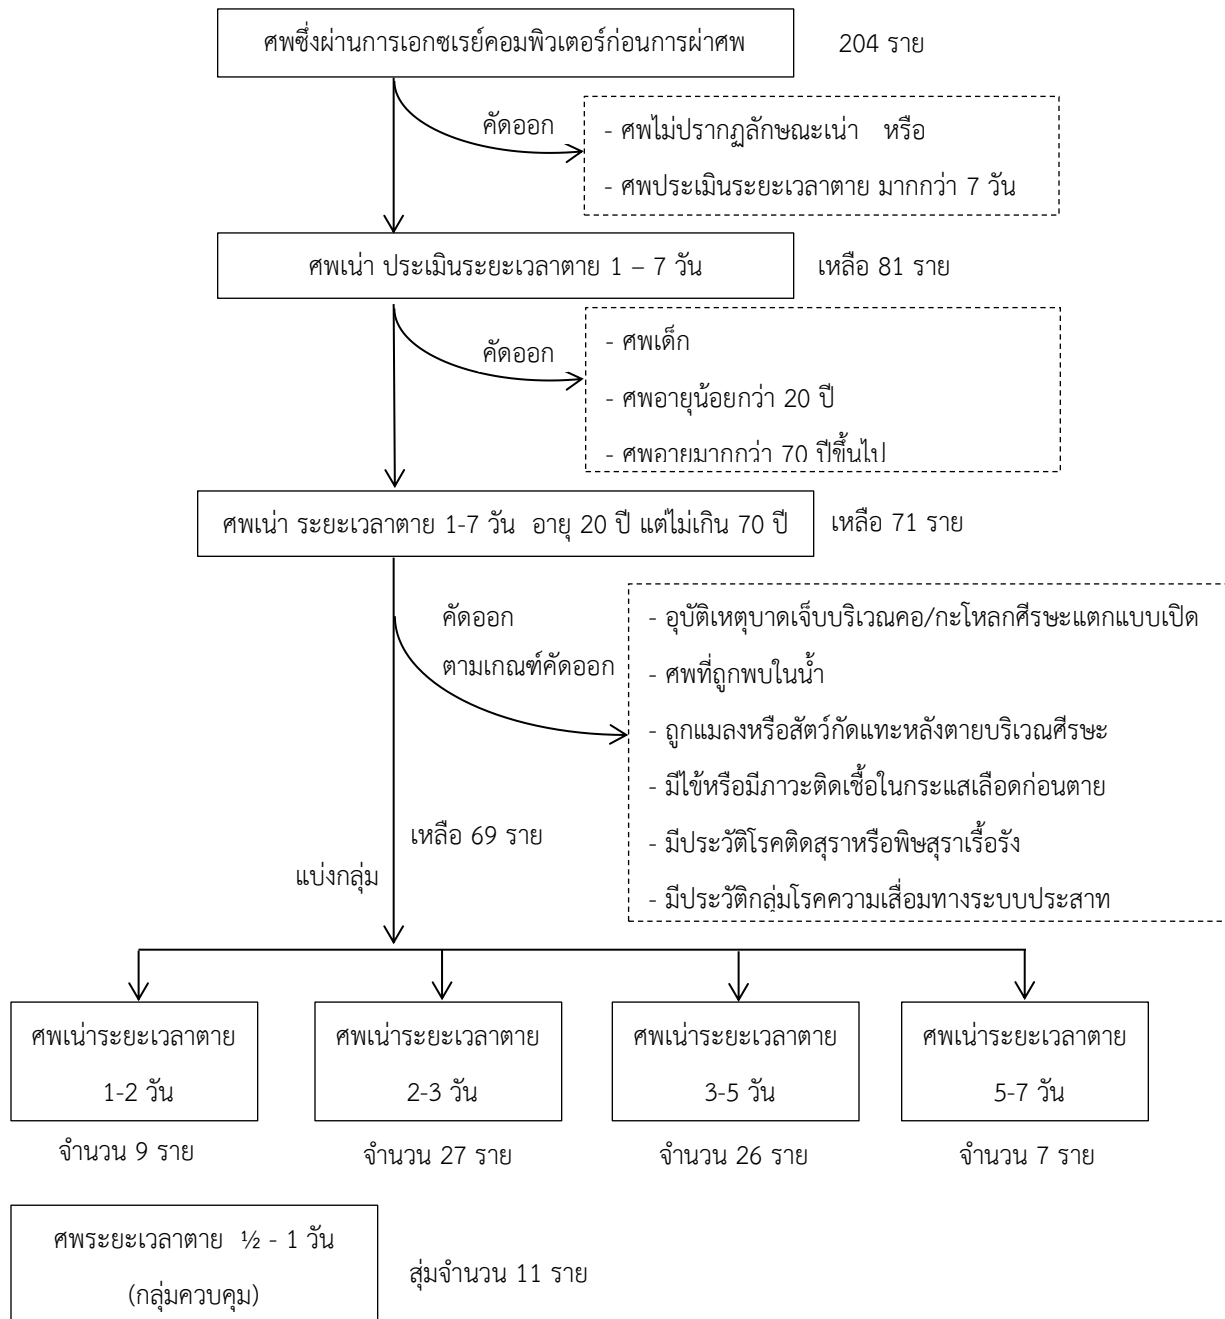 ศพซึ่งผ่านการเอกซเรย์คอมพิวเตอร์ก่อนการผ่าศพ
204 ราย
คัดออก
- ศพไม่ปรากฏลักษณะเน่า หรือ
- ศพประเมินระยะเวลาตาย มากกว่า 7 วัน
ศพเน่า ประเมินระยะเวลาตาย 1 – 7 วัน
เหลือ 81 ราย
คัดออก
- ศพเด็ก
- ศพอายุน้อยกว่า 20 ปี
- ศพอายุมากกว่า 70 ปีขึ้นไป
ศพเน่า ระยะเวลาตาย 1-7 วัน อายุ 20 ปี แต่ไม่เกิน 70 ปี
เหลือ 71 ราย
คัดออก
ตามเกณฑ์คัดออก
- อุบัติเหตุบาดเจ็บบริเวณคอ/กะโหลกศีรษะแตกแบบเปิด
- ศพที่ถูกพบในน้ำ
- ถูกแมลงหรือสัตว์กัดแทะหลังตายบริเวณศีรษะ
- มีไข้หรือมีภาวะติดเชื้อในกระแสเลือดก่อนตาย
- มีประวัติโรคติดสุราหรือพิษสุราเรื้อรัง
- มีประวัติกลุ่มโรคความเสื่อมทางระบบประสาท
เหลือ 69 ราย
แบ่งกลุ่ม
ศพเน่าระยะเวลาตาย
1-2 วัน
จำนวน 9 ราย
ศพเน่าระยะเวลาตาย
2-3 วัน
จำนวน 27 ราย
ศพเน่าระยะเวลาตาย
3-5 วัน
จำนวน 26 ราย
ศพเน่าระยะเวลาตาย
5-7 วัน
จำนวน 7 ราย
ศพระยะเวลาตาย ½ - 1 วัน
(กลุ่มควบคุม)
สุ่มจำนวน 11 ราย